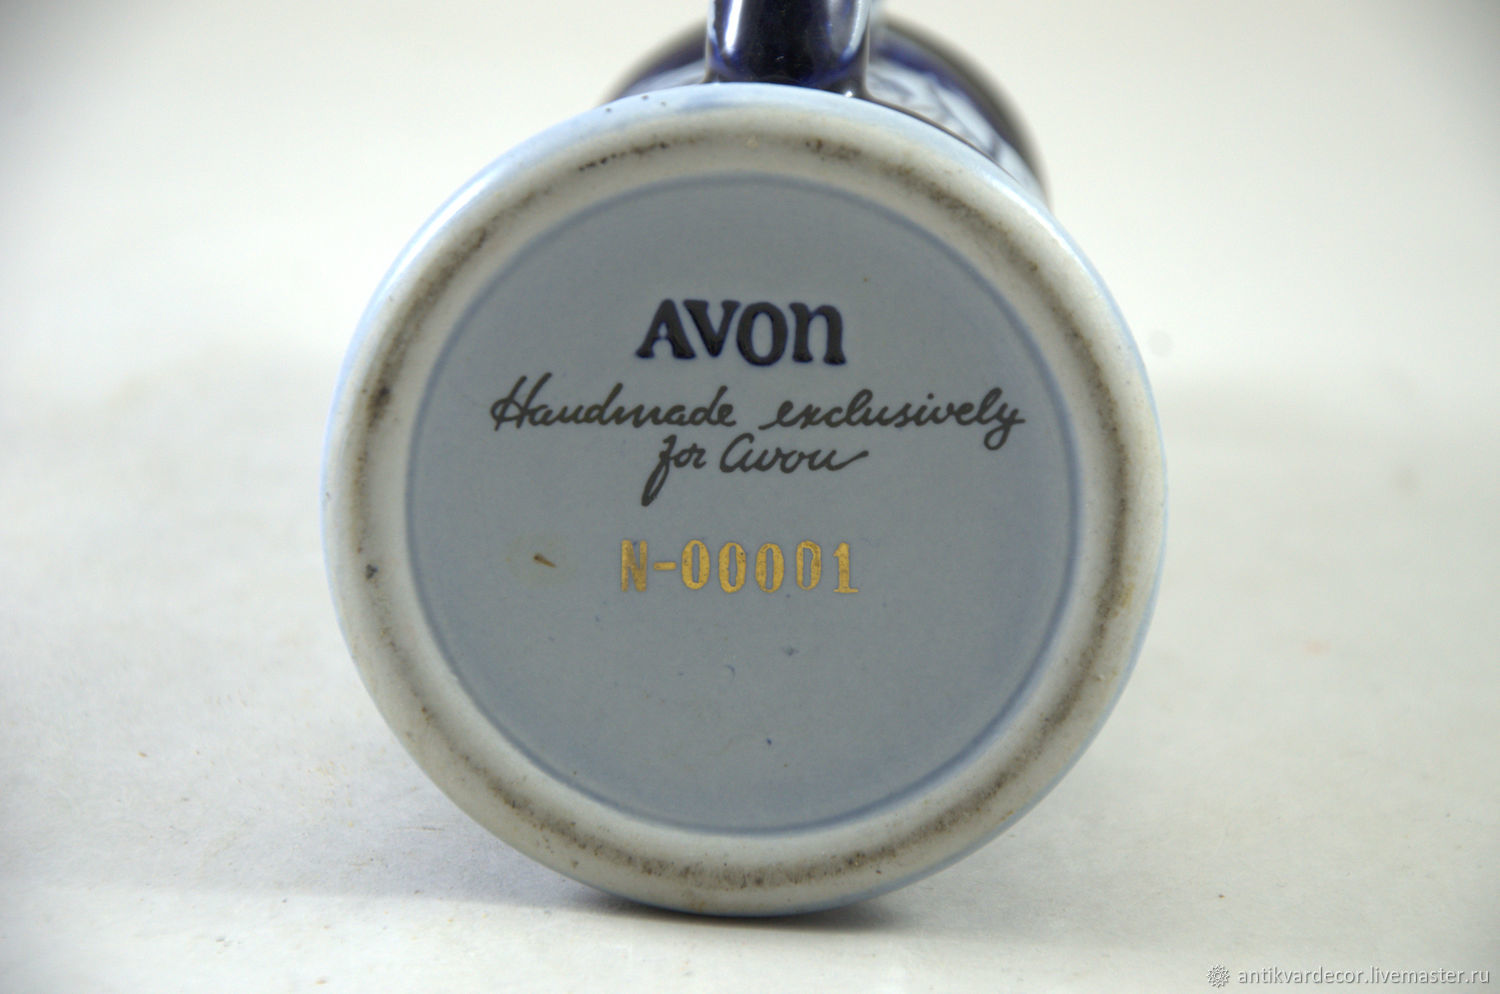 AVON
Handmade exclusively
for Avon
N-00001
antikvardecor.livemaster.ru